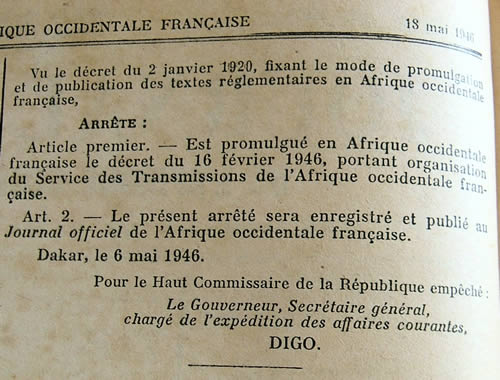 IQUE OCCIDENTALE FRANÇAISE 18 mai 1946
Vu le décret du 2 janvier 1920, fixant le mode de promulgation
et de publication des textes réglementaires en Afrique occidentale
française,
ARRÊTE :
Article premier. — Est promulgué en Afrique occidentale
française le décret du 16 février 1946, portant organisation
du Service des Transmissions de l'Afrique occidentale fran-
çaise.
Art. 2. — Le présent arrêté sera enregistré et publié au
Journal officiel de l'Afrique occidentale française.
Dakar, le 6 mai 1946.
Pour le Haut Commissaire de la République empêché :
Le Gouverneur, Secrétaire général,
chargé de l'expédition des affaires courantes,
DIGO.